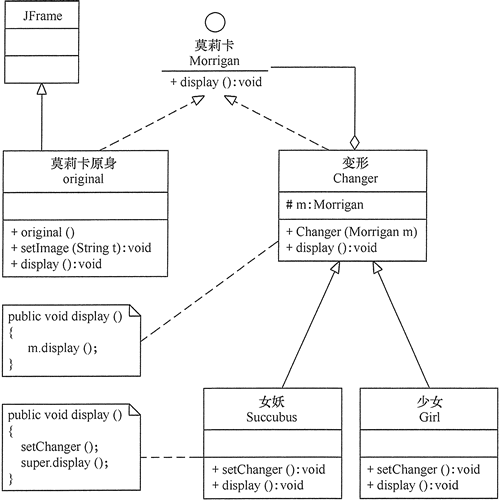 JFrame
莫莉卡
Morrigan
+ display ():void
莫莉卡原身
original
+ original ()
+ setImage (String t):void
+ display ():void
变形
Changer
# m:Morrigan
+ Changer (Morrigan m)
+ display ():void
public void display ()
{
m.display ();
}
public void display ()
{
setChanger ();
super.display ();
}
女妖
Succubus
+ setChanger ():void
+ display ():void
少女
Girl
+ setChanger ():void
+ display ():void